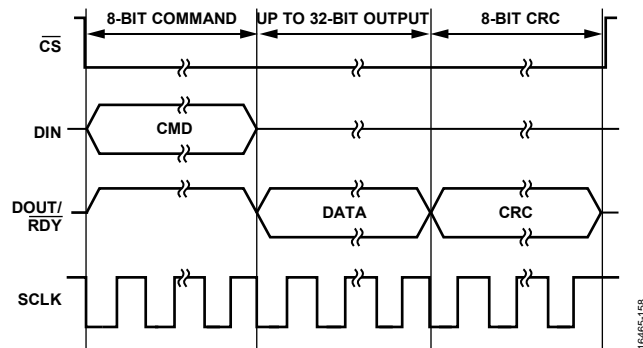 8-BIT COMMAND
UP TO 32-BIT OUTPUT
8-BIT CRC
CS
DIN
CMD
DOUT/
RDY
DATA
CRC
SCLK
16465-158